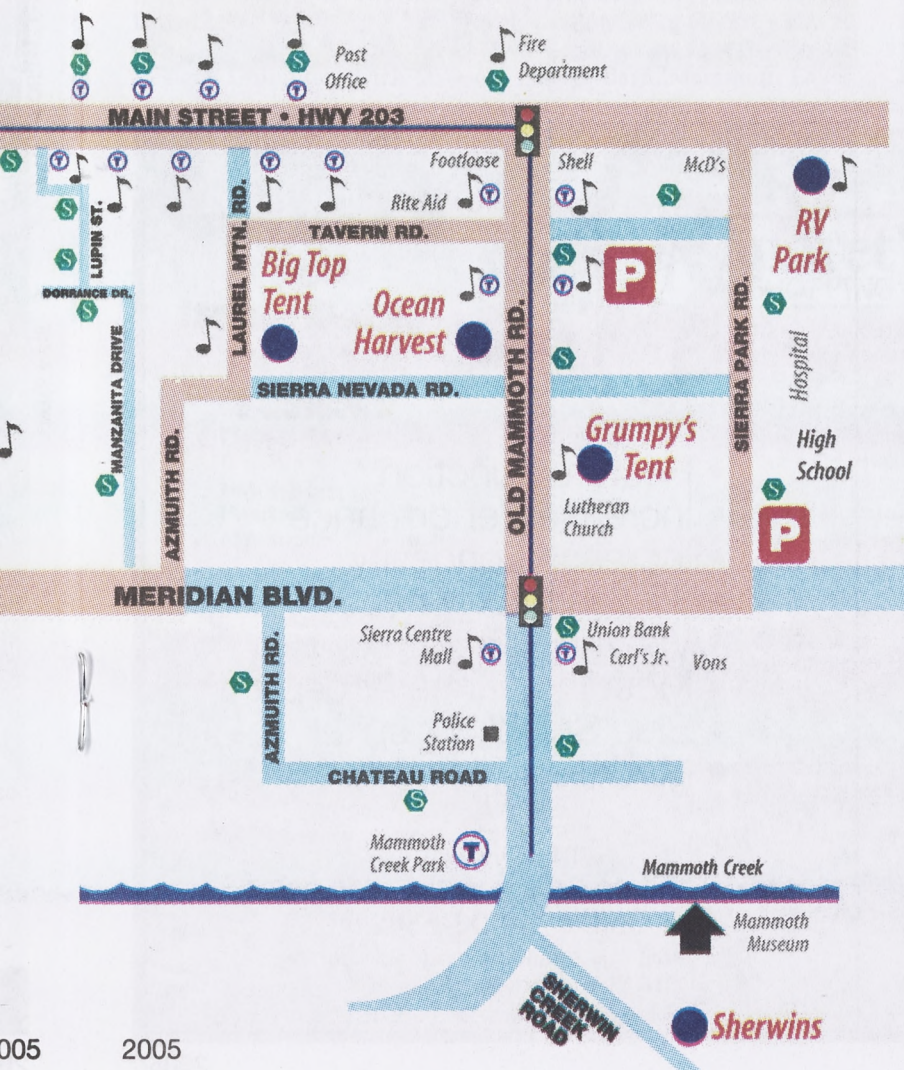 Post
Office
Fire
Department
S
S
S
S
T
T
T
T
MAIN STREET • HWY 203
S
T
T
T
T
T
Footloose
Shell
McD's
Rite Aid
T
T
S
RV
Park
S
LUPIN ST.
LAUREL MTN. RD.
TAVERN RD.
S
Big Top
Tent
Ocean
Harvest
T
S
T
P
DORRANCE DR.
S
S
MANZANITA DRIVE
OLD MAMMOTH RD.
SIERRA PARK RD.
Hospital
S
SIERRA NEVADA RD.
Grumpy's
Tent
High
School
S
AZMUITH RD.
Lutheran
Church
S
P
MERIDIAN BLVD.
AZMUITH RD.
Sierra Centre
Mall
T
S
Union Bank
T
Carl's Jr.
Vons
S
Police
Station
S
CHATEAU ROAD
S
Mammoth
Creek Park
T
Mammoth Creek
Mammoth
Museum
SHERWIN
CREEK
ROAD
Sherwins
005
2005